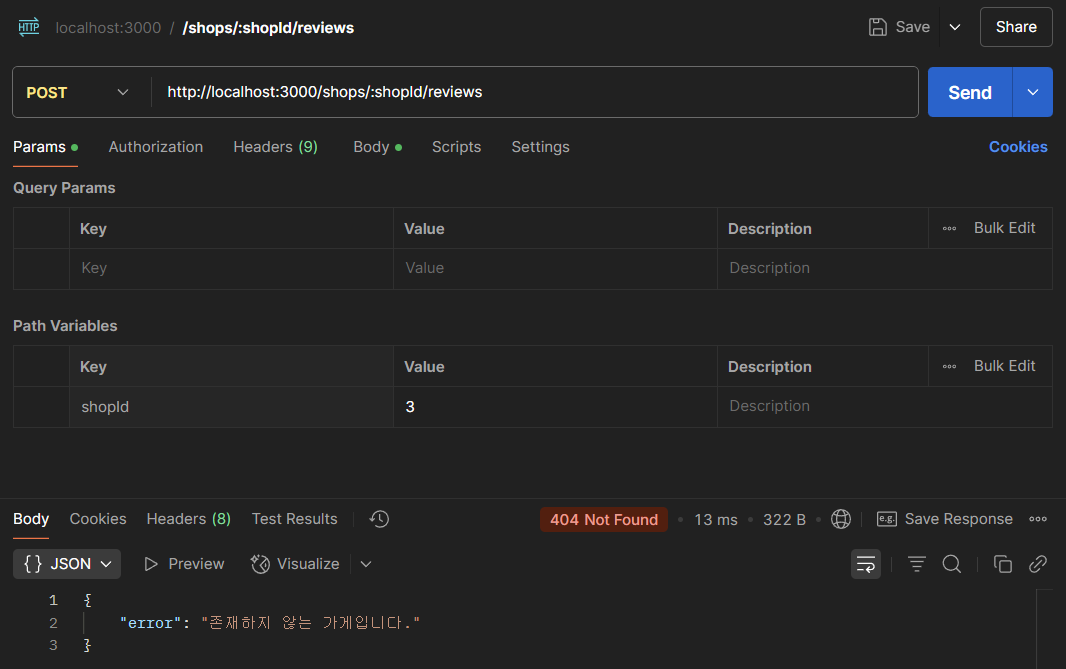 HTTP localhost:3000 / /shops/:shopId/reviews Save Share
POST http://localhost:3000/shops/:shopId/reviews Send
Params Authorization Headers (9) Body Scripts Settings Cookies
Query Params
Key Value Description Bulk Edit
Key Value Description
Path Variables
Key Value Description Bulk Edit
shopId 3 Description
Body Cookies Headers (8) Test Results 404 Not Found 13 ms 322 B e.g. Save Response
{} JSON Preview Visualize
1 {
2 "error": "존재하지 않는 가게입니다."
3 }